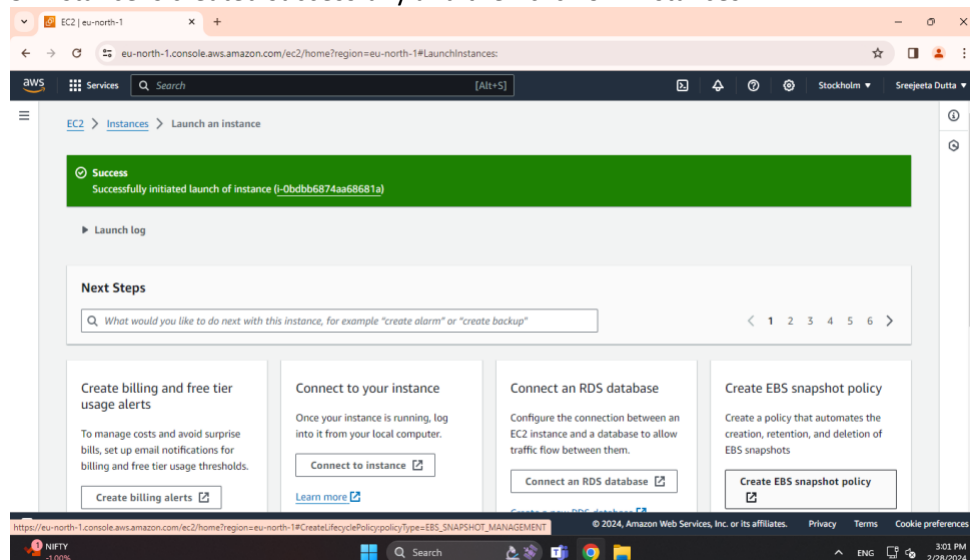 EC2 | eu-north-1
eu-north-1.console.aws.amazon.com/ec2/home?region=eu-north-1#LaunchInstances:
aws
Services
Search
[Alt+S]
Stockholm
Sreejeeta Dutta
EC2 > Instances > Launch an instance
Success
Successfully initiated launch of instance (i-0bdbb6874aa68681a)
Launch log
Next Steps
What would you like to do next with this instance, for example "create alarm" or "create backup"
1 2 3 4 5 6
Create billing and free tier
usage alerts
To manage costs and avoid surprise
bills, set up email notifications for
billing and free tier usage thresholds.
Create billing alerts
Connect to your instance
Once your instance is running, log
into it from your local computer.
Connect to instance
Learn more
Connect an RDS database
Configure the connection between an
EC2 instance and a database to allow
traffic flow between them.
Connect an RDS database
Create EBS snapshot policy
Create a policy that automates the
creation, retention, and deletion of
EBS snapshots
Create EBS snapshot policy
https://eu-north-1.console.aws.amazon.com/ec2/home?region=eu-north-1#CreateLifecyclePolicy:policyType=EBS_SNAPSHOT_MANAGEMENT
© 2024, Amazon Web Services, Inc. or its affiliates.
Privacy
Terms
Cookie preferences
NIFTY
-1.00%
Search
ENG
3:01 PM
2/28/2024